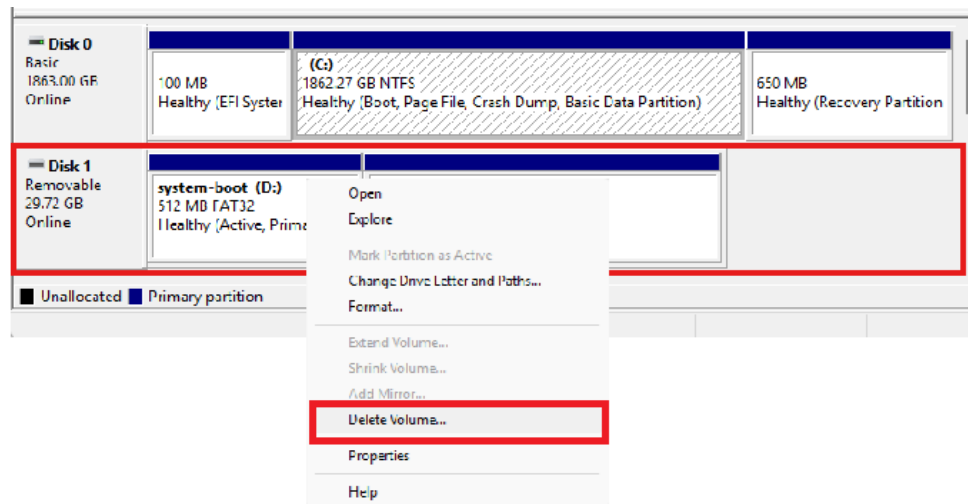 Disk 0
Basic
1863.00 GB
Online
100 MB
Healthy (EFI System
(C:)
1862.27 GB NTFS
Healthy (Boot, Page File, Crash Dump, Basic Data Partition)
650 MB
Healthy (Recovery Partition
Disk 1
Removable
29.72 GB
Online
system-boot (D:)
512 MB FAT32
Healthy (Active, Prima
Open
Explore
Mark Partition as Active
Change Drive Letter and Paths...
Format...
Extend Volume...
Shrink Volume...
Add Mirror...
Delete Volume...
Properties
Help
Unallocated
Primary partition